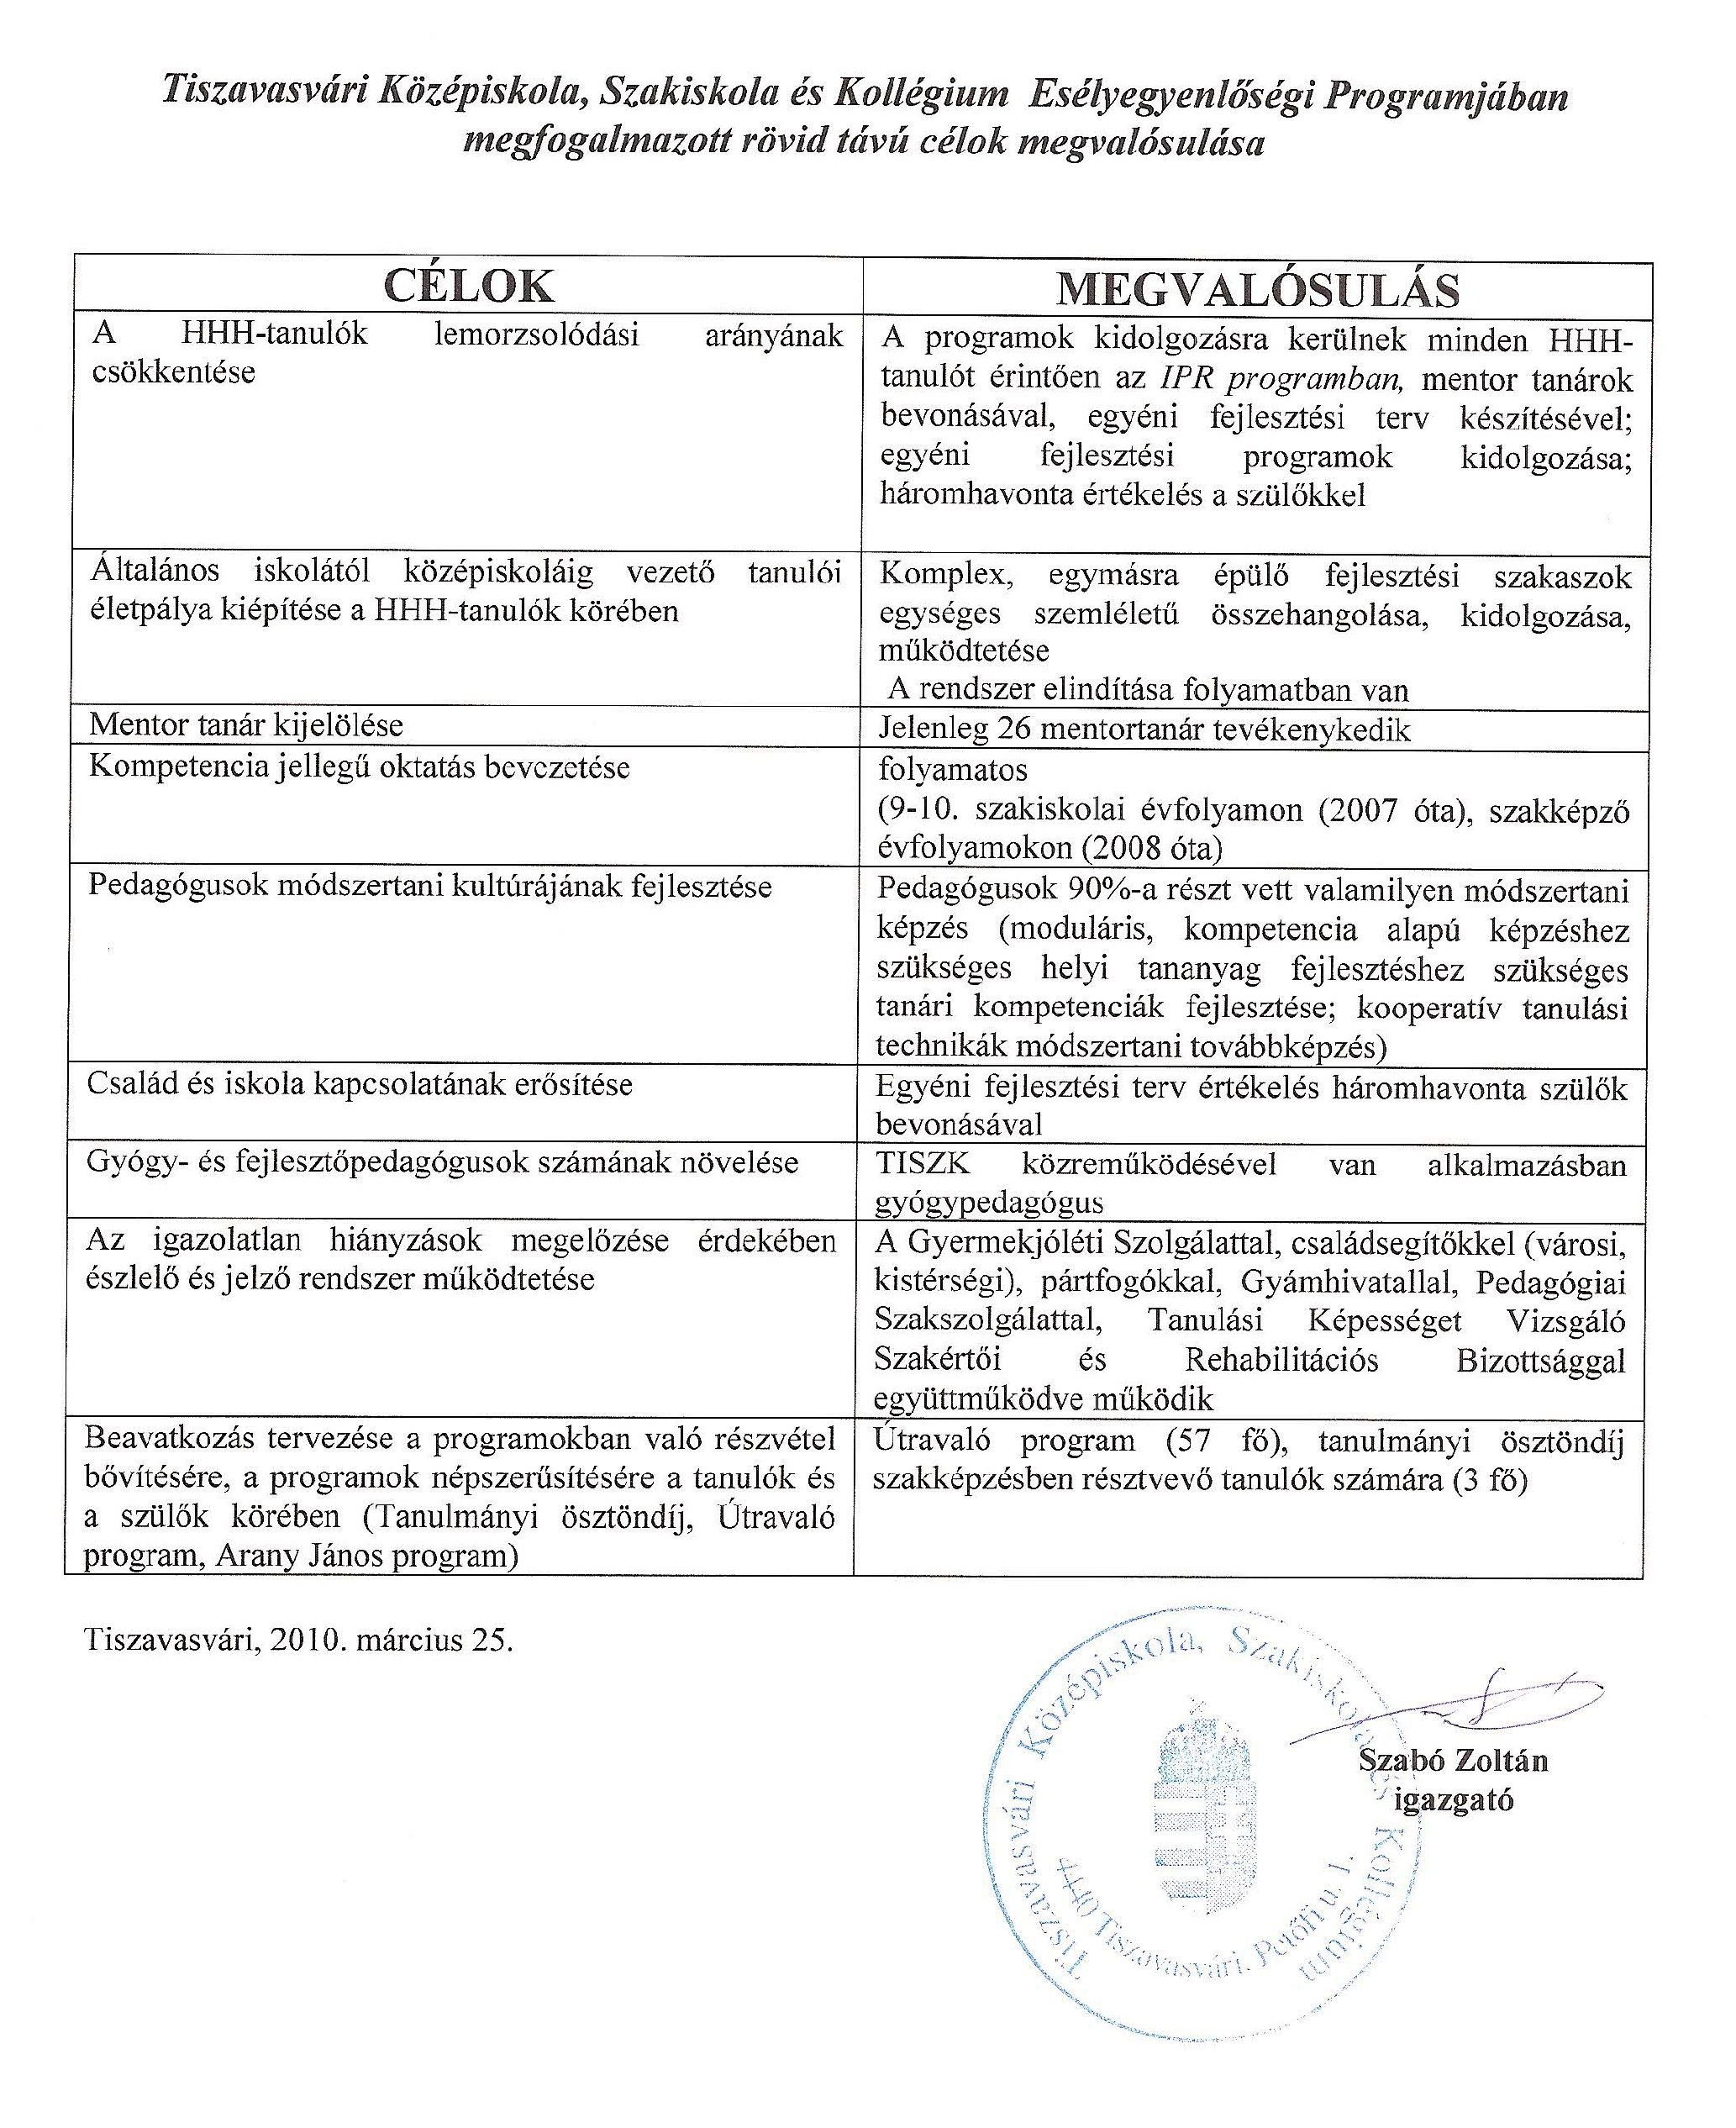 Tiszavasvári Középiskola, Szakiskola és Kollégium Esélyegyenlőségi Programjában
megfogalmazott rövid távú célok megvalósulása
CÉLOK
MEGVALÓSULÁS
A HHH-tanulók lemorzsolódási arányának
csökkentése
A programok kidolgozásra kerülnek minden HHH-
tanulót érintően az IPR programban, mentor tanárok
bevonásával, egyéni fejlesztési terv készítésével;
egyéni fejlesztési programok kidolgozása;
háromhavonta értékelés a szülőkkel
Általános iskolától középiskoláig vezető tanulói
életpálya kiépítése a HHH-tanulók körében
Komplex, egymásra épülő fejlesztési szakaszok
egységes szemléletű összehangolása, kidolgozása,
működtetése
A rendszer elindítása folyamatban van
Mentor tanár kijelölése
Jelenleg 26 mentortanár tevékenykedik
Kompetencia jellegű oktatás bevezetése
folyamatos
(9-10. szakiskolai évfolyamon (2007 óta), szakképző
évfolyamokon (2008 óta)
Pedagógusok módszertani kultúrájának fejlesztése
Pedagógusok 90%-a részt vett valamilyen módszertani
képzés (moduláris, kompetencia alapú képzéshez
szükséges helyi tananyag fejlesztéshez szükséges
tanári kompetenciák fejlesztése; kooperatív tanulási
technikák módszertani továbbképzés)
Család és iskola kapcsolatának erősítése
Egyéni fejlesztési terv értékelés háromhavonta szülők
bevonásával
Gyógy- és fejlesztőpedagógusok számának növelése
TISZK közreműködésével van alkalmazásban
gyógypedagógus
Az igazolatlan hiányzások megelőzése érdekében
észlelő és jelző rendszer működtetése
A Gyermekjóléti Szolgálattal, családsegítőkkel (városi,
kistérségi), pártfogókkal, Gyámhivatallal, Pedagógiai
Szakszolgálattal, Tanulási Képességet Vizsgáló
Szakértői és Rehabilitációs Bizottsággal
együttműködve működik
Beavatkozás tervezése a programokban való részvétel
bővítésére, a programok népszerűsítésére a tanulók és
a szülők körében (Tanulmányi ösztöndíj, Útravaló
program, Arany János program)
Útravaló program (57 fő), tanulmányi ösztöndíj
szakképzésben résztvevő tanulók számára (3 fő)
Tiszavasvári, 2010. március 25.
Szabó Zoltán
igazgató
Tiszavasvári Középiskola, Szakiskola és Kollégium
4440 Tiszavasvári, Petőfi u. 1.